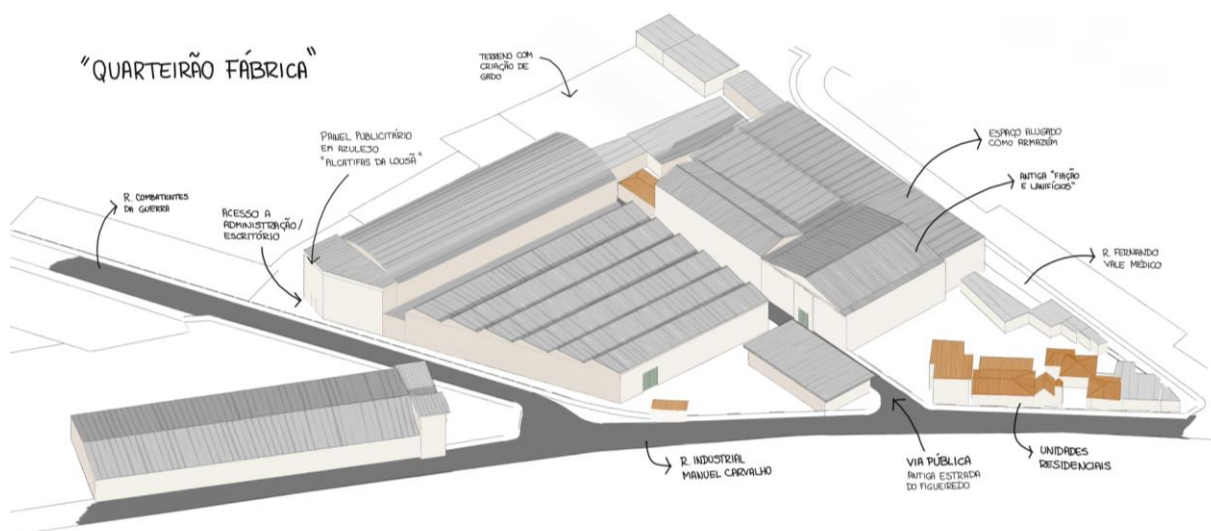 "QUARTEIRÃO FÁBRICA"
TERRENO COM
CRIAÇÃO DE
GADO
PAINEL PUBLICITÁRIO
EM AZULEJO
"ALCATIFAS DA LOUSÃ"
R. COMBATENTES
DA GUERRA
ACESSO A
ADMINISTRAÇÃO/
ESCRITÓRIO
ESPAÇO ALUGADO
COMO ARMAZÉM
ANTIGA "FIAÇÃO
E LANIFÍCIOS"
R. FERNANDO
VALE MÉDICO
R. INDUSTRIAL
MANUEL CARVALHO
VIA PÚBLICA
ANTIGA ESTRADA
DO FIGUEIREDO
UNIDADES
RESIDENCIAIS